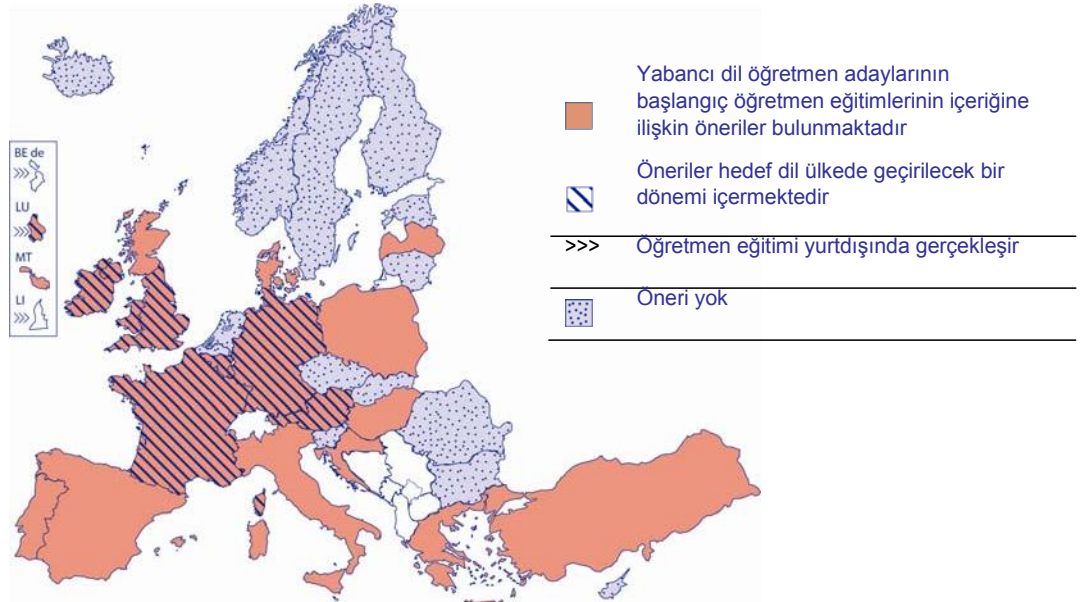 BE de
>>>
LU
>>>
MT
LI
>>>
Yabancı dil öğretmen adaylarının
başlangıç öğretmen eğitimlerinin içeriğine
ilişkin öneriler bulunmaktadır
Öneriler hedef dil ülkede geçirilecek bir
dönemi içermektedir
>>> Öğretmen eğitimi yurtdışında gerçekleşir
Öneri yok